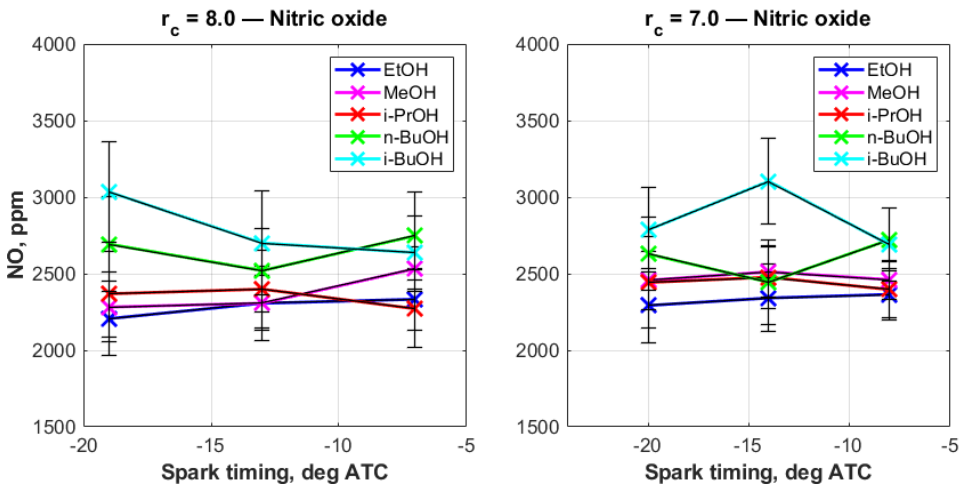 r_c = 8.0 — Nitric oxide
NO, ppm
4000
3500
3000
2500
2000
1500
-20
-15
-10
-5
Spark timing, deg ATC
EtOH
MeOH
i-PrOH
n-BuOH
i-BuOH
r_c = 7.0 — Nitric oxide
4000
3500
3000
2500
2000
1500
-20
-15
-10
-5
Spark timing, deg ATC
EtOH
MeOH
i-PrOH
n-BuOH
i-BuOH